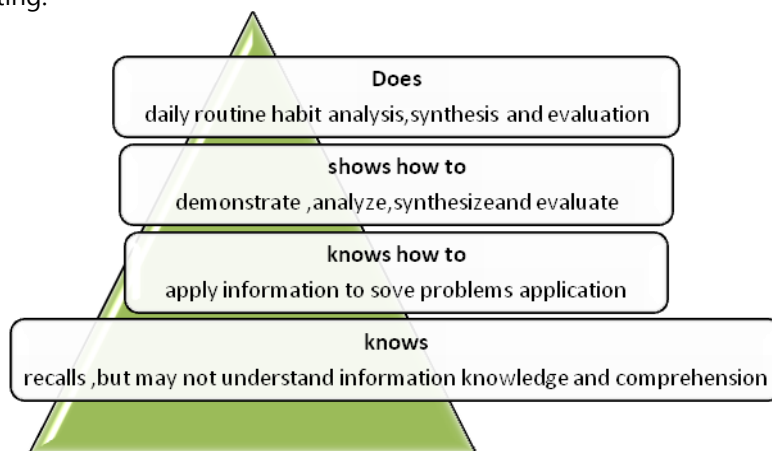 ting.
Does
daily routine habit analysis,synthesis and evaluation
shows how to
demonstrate ,analyze,synthesizeand evaluate
knows how to
apply information to sove problems application
knows
recalls ,but may not understand information knowledge and comprehension